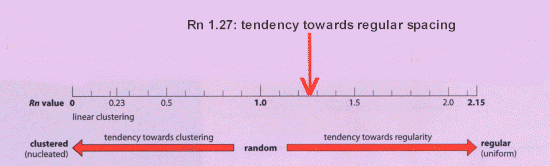 Rn 1.27: tendency towards regular spacing
Rn value 0 0.23 0.5 1.0 1.5 2.0 2.15
linear clustering
clustered tendency towards clustering random tendency towards regularity regular
(nucleated) (uniform)